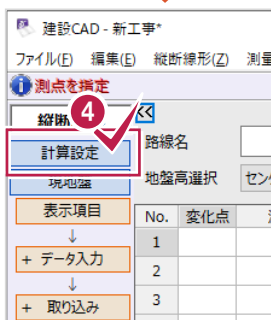 建設CAD - 新工事*
ファイル(F) 編集(E) 縦断線形(Z) 測量
測点を指定
縦断
4
<<
計算設定
路線名
現地盤
地盤高選択 センタ
表示項目
No. 変化点
↓
1
+ データ入力
2
↓
+ 取り込み
3